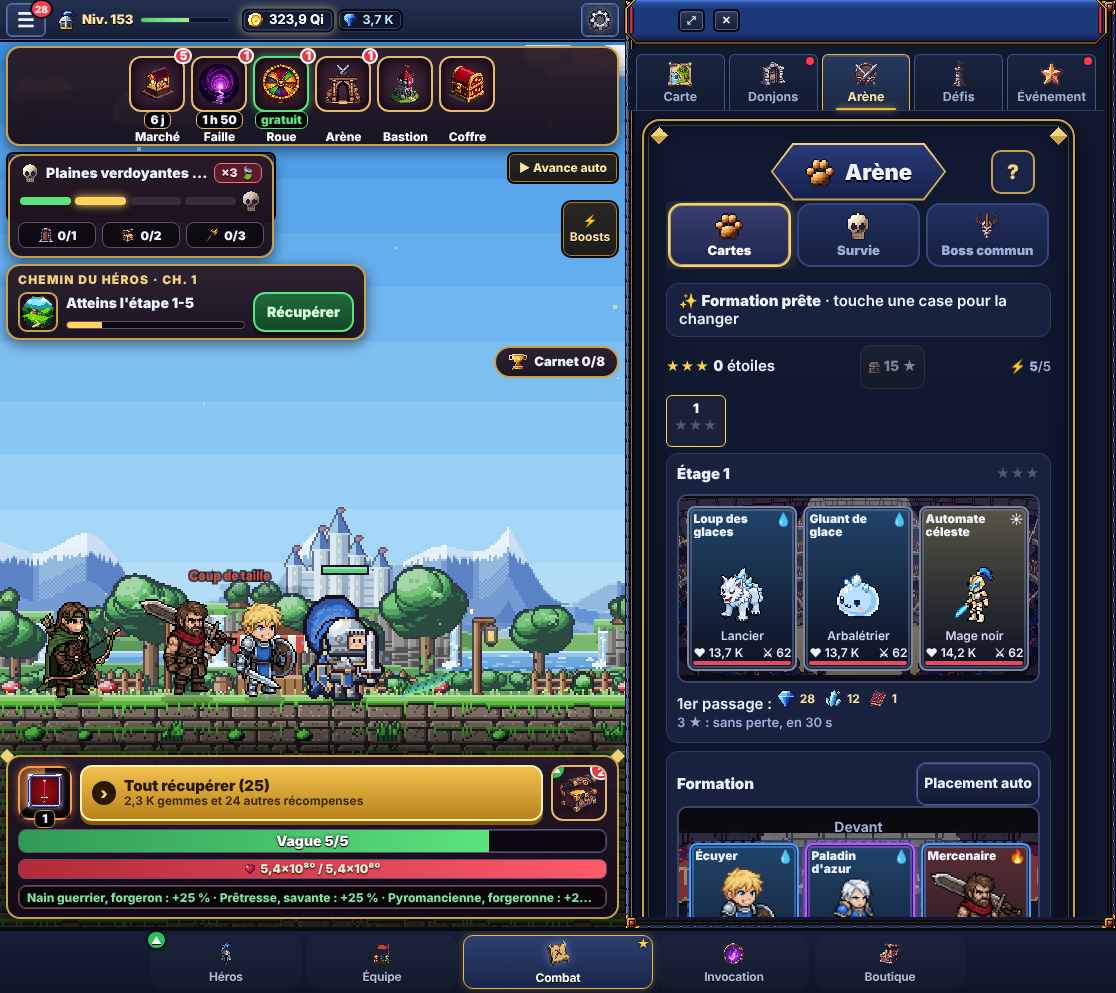 28
Niv. 153
323,9 Qi
3,7 K
5
1
1
1
6 j
1 h 50
gratuit
Marché
Faille
Roue
Arène
Bastion
Coffre
Plaines verdoyantes ...
×3
0/1
0/2
0/3
Avance auto
Boosts
CHEMIN DU HÉROS · CH. 1
Atteins l'étape 1-5
Récupérer
Carnet 0/8
Coup de taille
1
Tout récupérer (25)
2,3 K gemmes et 24 autres récompenses
2
Vague 5/5
5,4×10⁸⁰ / 5,4×10⁸⁰
Nain guerrier, forgeron : +25 % · Prêtresse, savante : +25 % · Pyromancienne, forgeronne : +2...
Carte
Donjons
Arène
Défis
Événement
Arène
?
Cartes
Survie
Boss commun
✨ Formation prête · touche une case pour la
changer
★★★ 0 étoiles
15 ★
⚡ 5/5
1
★★★
Étage 1
★★★
Loup des
glaces
Lancier
♥ 13,7 K ⚔ 62
Gluant de
glace
Arbalétrier
♥ 13,7 K ⚔ 62
Automate
céleste
Mage noir
♥ 14,2 K ⚔ 62
1er passage : 28 12 1
3 ★ : sans perte, en 30 s
Formation
Placement auto
Devant
Écuyer
Paladin
d'azur
Mercenaire
Héros
Équipe
Combat
Invocation
Boutique